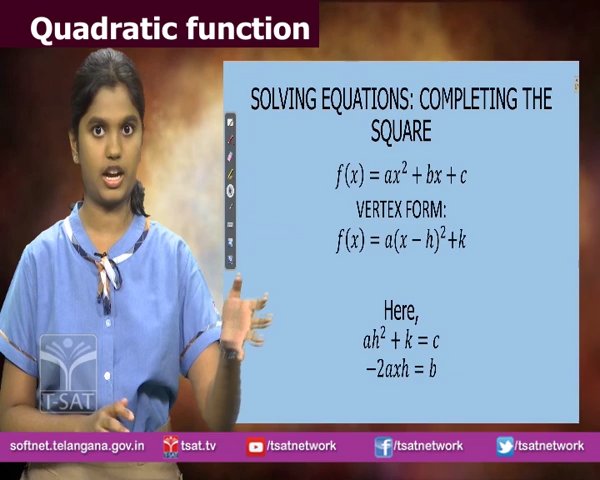 Quadratic function
SOLVING EQUATIONS: COMPLETING THE
SQUARE
f(x) = ax² + bx + c
VERTEX FORM:
f(x) = a(x − h)²+k
Here,
ah² + k = c
−2axh = b
T-SAT
softnet.telangana.gov.in
T-SAT
tsat.tv
/tsatnetwork
/tsatnetwork
/tsatnetwork